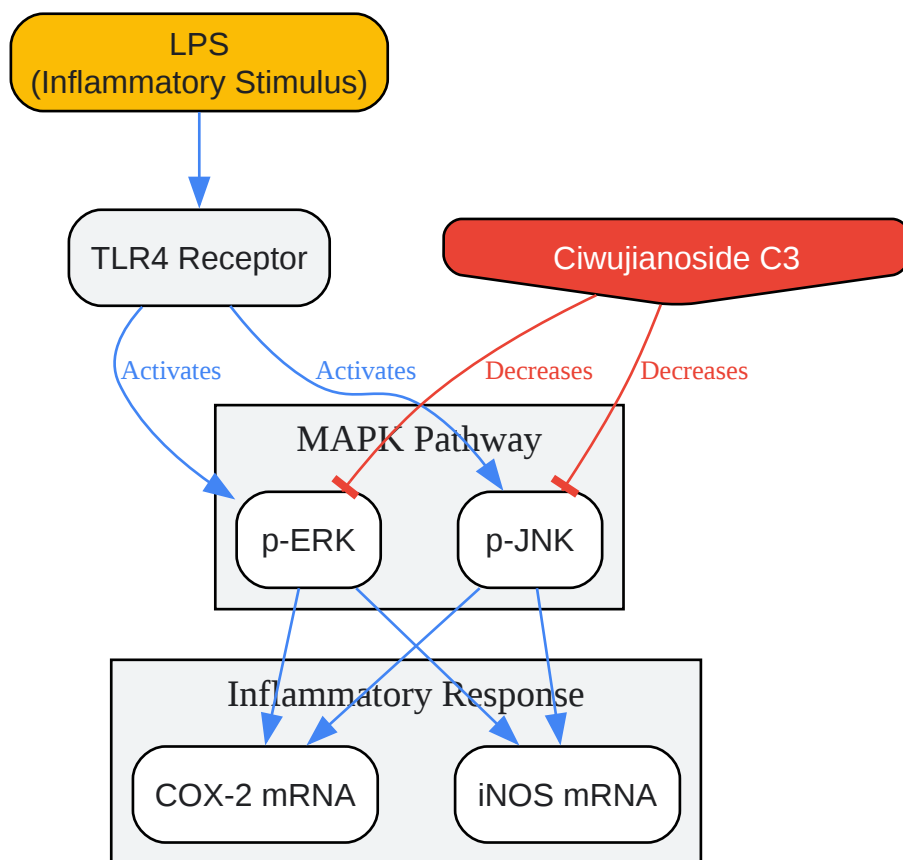 LPS
(Inflammatory Stimulus)
TLR4 Receptor
Ciwujianoside C3
Activates
Activates
Decreases
Decreases
MAPK Pathway
p-ERK
p-JNK
Inflammatory Response
COX-2 mRNA
iNOS mRNA